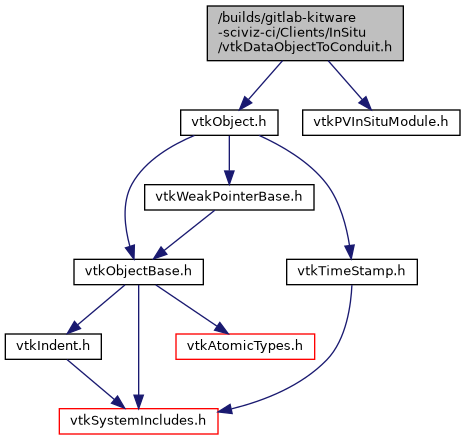 /builds/gitlab-kitware
-sciviz-ci/Clients/InSitu
/vtkDataObjectToConduit.h
vtkObject.h
vtkPVInSituModule.h
vtkWeakPointerBase.h
vtkObjectBase.h
vtkTimeStamp.h
vtkIndent.h
vtkAtomicTypes.h
vtkSystemIncludes.h